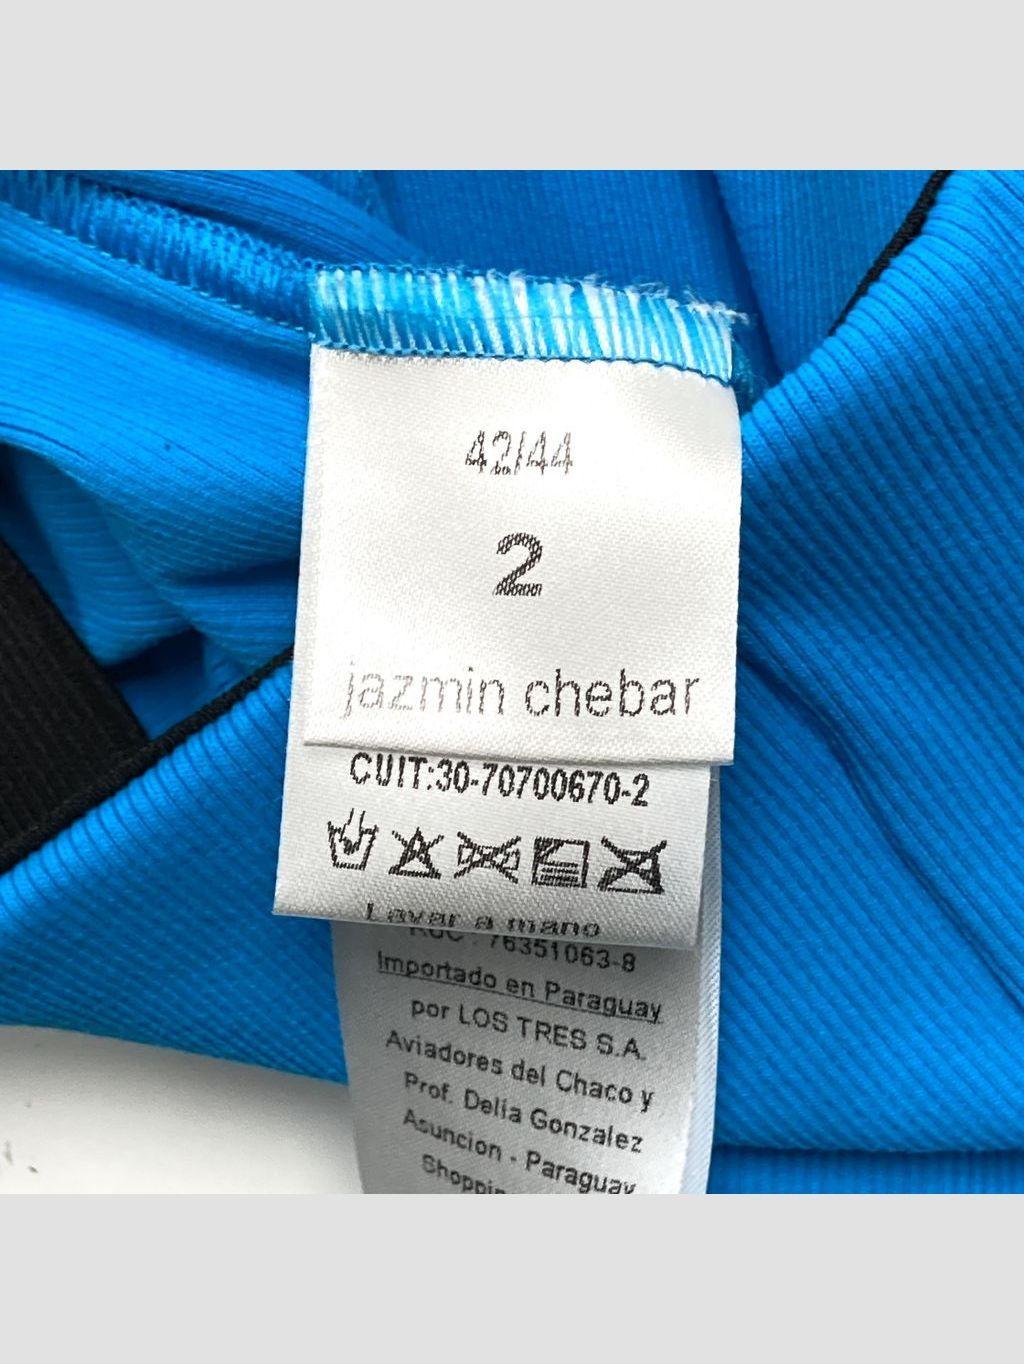 42/44
2
jazmin chebar
CUIT:30-70700670-2
Lavar a mano
RUC : 76351063-8
Importado en Paraguay
por LOS TRES S.A.
Aviadores del Chaco y
Prof. Delia Gonzalez
Asuncion - Paraguay